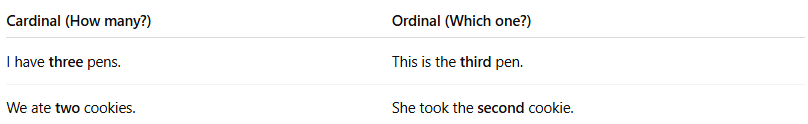 Cardinal (How many?) Ordinal (Which one?)
I have three pens. This is the third pen.
We ate two cookies. She took the second cookie.